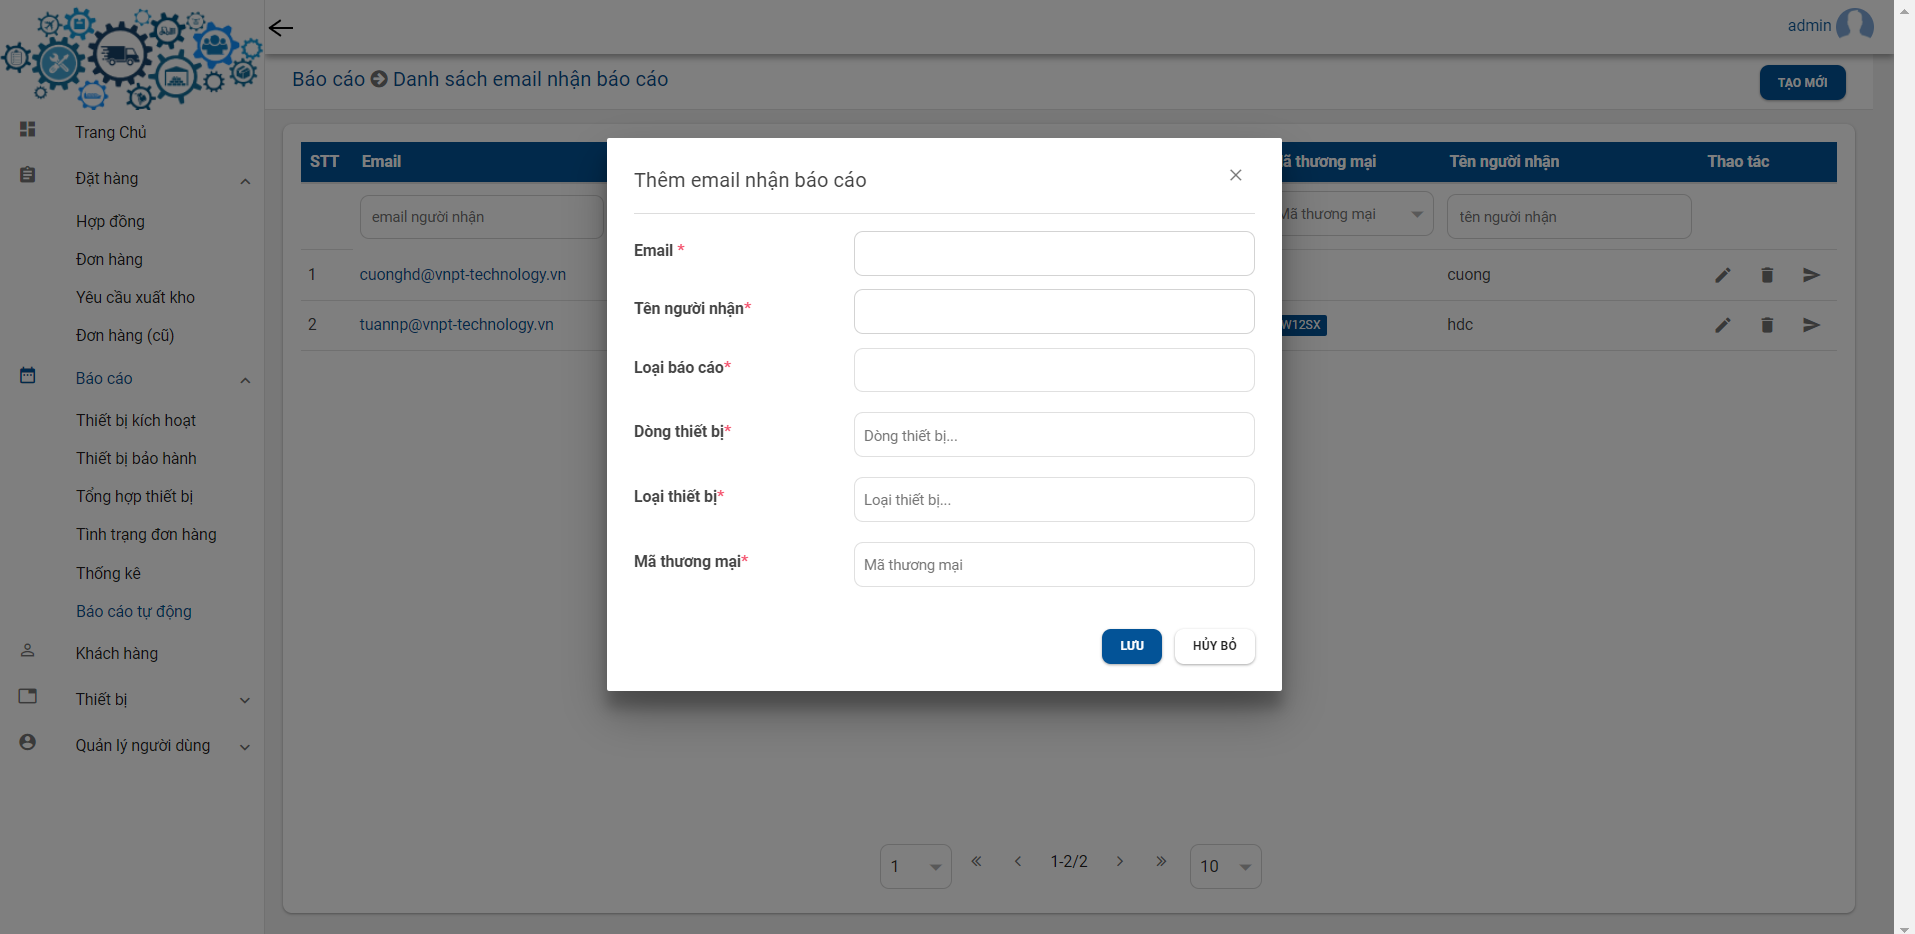 admin
Báo cáo Danh sách email nhận báo cáo
TẠO MỚI
Trang Chủ
Đặt hàng
Hợp đồng
Đơn hàng
Yêu cầu xuất kho
Đơn hàng (cũ)
Báo cáo
Thiết bị kích hoạt
Thiết bị bảo hành
Tổng hợp thiết bị
Tình trạng đơn hàng
Thống kê
Báo cáo tự động
Khách hàng
Thiết bị
Quản lý người dùng
STT Email thương mại Tên người nhận Thao tác
email người nhận Mã thương mại tên người nhận
1 cuonghd@vnpt-technology.vn cuong
2 tuannp@vnpt-technology.vn W12SX hdc
Thêm email nhận báo cáo
Email *
Tên người nhận*
Loại báo cáo*
Dòng thiết bị* Dòng thiết bị...
Loại thiết bị* Loại thiết bị...
Mã thương mại* Mã thương mại
LƯU HỦY BỎ
1 1-2/2 10